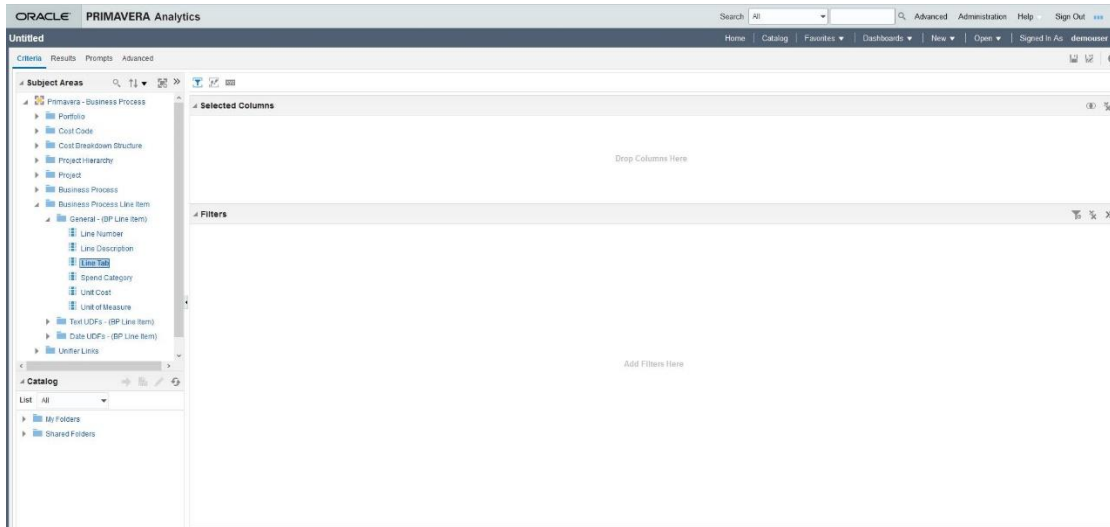 ORACLE PRIMAVERA Analytics Search All Advanced Administration Help Sign Out
Untitled Home Catalog Favorites Dashboards New Open Signed In As demouser
Criteria Results Prompts Advanced
Subject Areas
Selected Columns
Primavera - Business Process
Portfolio
Cost Code
Cost Breakdown Structure
Drop Columns Here
Project Hierarchy
Project
Business Process
Business Process Line Item
Filters
General - (BP Line Item)
Line Number
Line Description
Line Tab
Spend Category
Unit Cost
Unit of Measure
Text UDFs - (BP Line Item)
Date UDFs - (BP Line Item)
Unifier Links
Add Filters Here
Catalog
List All
My Folders
Shared Folders